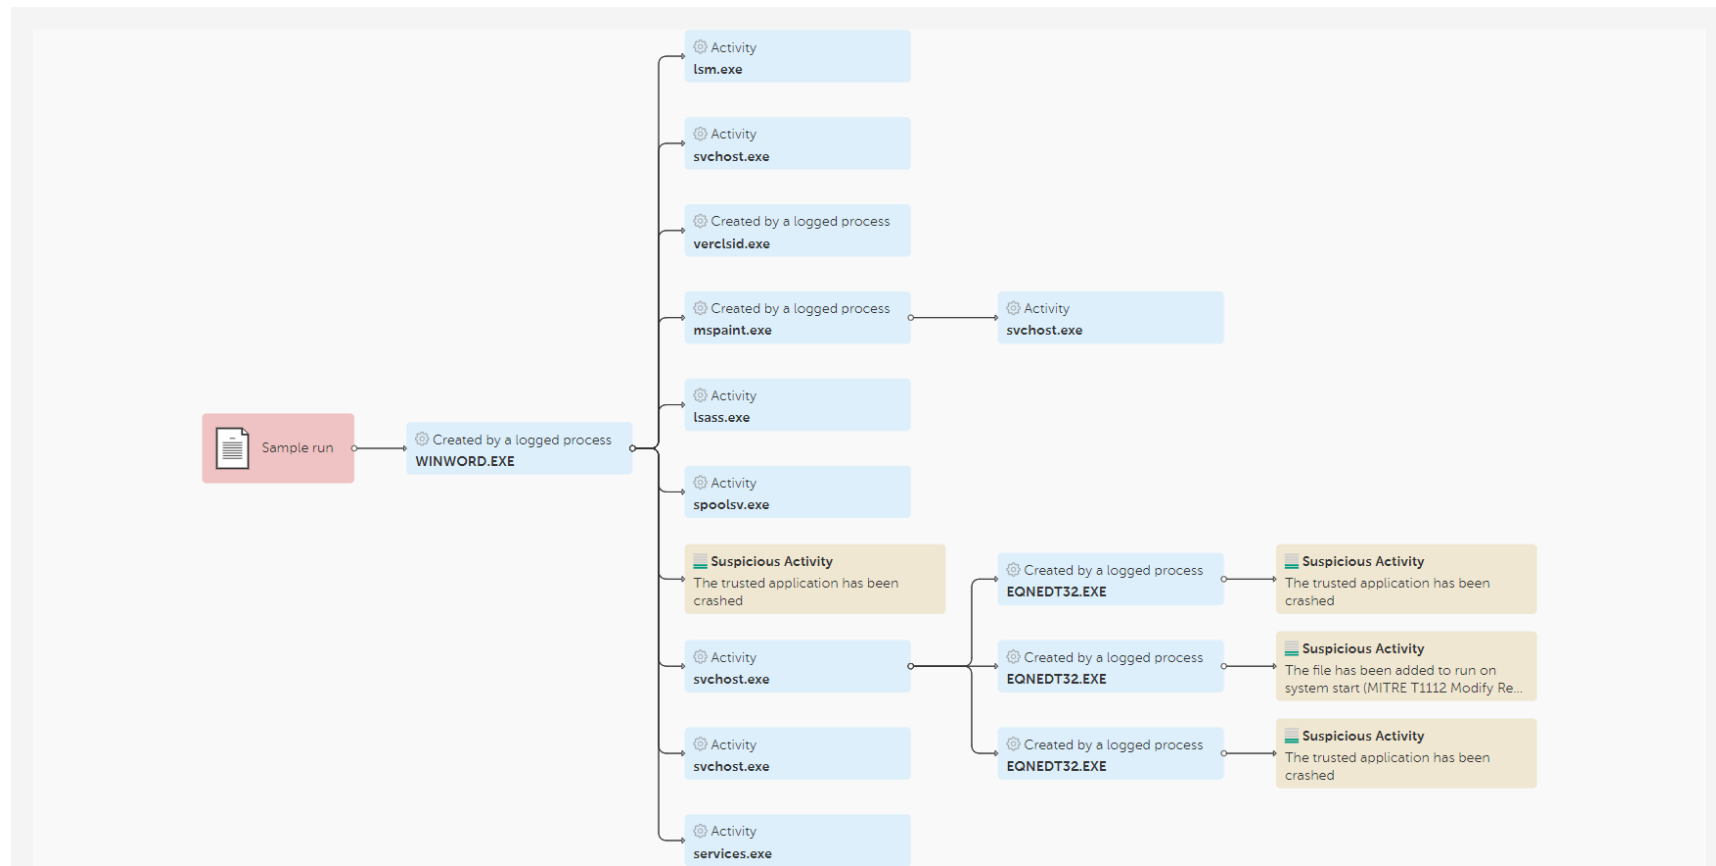 Activity
lsm.exe
Activity
svchost.exe
Created by a logged process
verclsid.exe
Created by a logged process
mspaint.exe
Activity
svchost.exe
Activity
lsass.exe
Sample run
Created by a logged process
WINWORD.EXE
Activity
spoolsv.exe
Suspicious Activity
The trusted application has been
crashed
Created by a logged process
EQNEDT32.EXE
Suspicious Activity
The trusted application has been
crashed
Activity
svchost.exe
Created by a logged process
EQNEDT32.EXE
Suspicious Activity
The file has been added to run on
system start (MITRE T1112 Modify Re...
Activity
svchost.exe
Created by a logged process
EQNEDT32.EXE
Suspicious Activity
The trusted application has been
crashed
Activity
services.exe